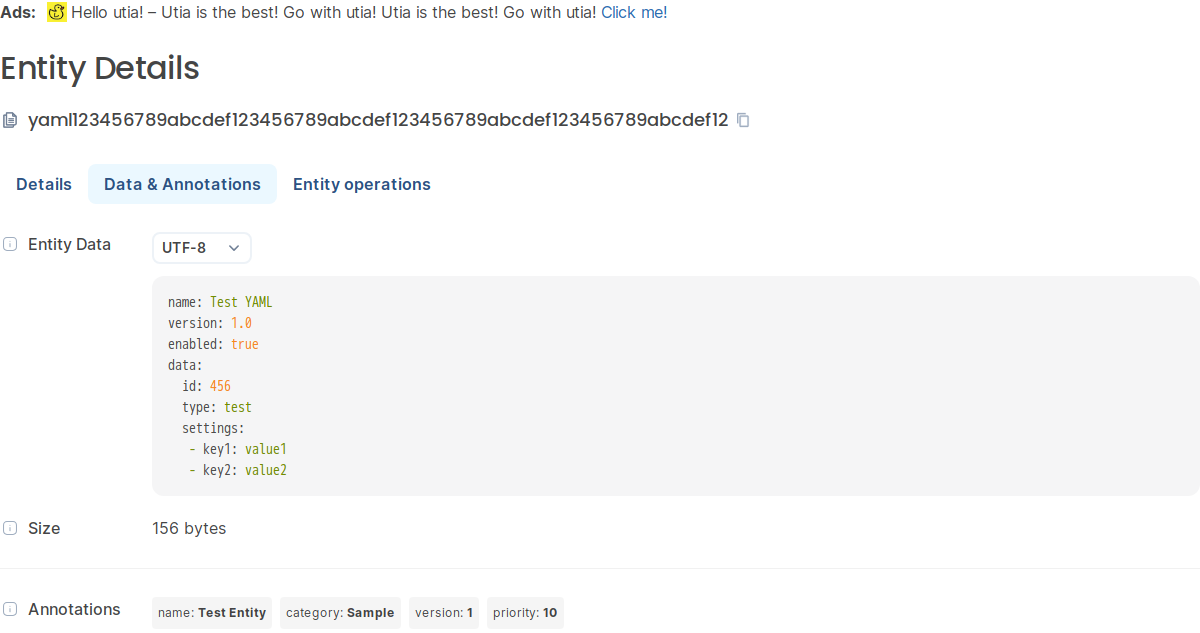 Ads: Hello utia! – Utia is the best! Go with utia! Utia is the best! Go with utia! Click me!
Entity Details
yaml123456789abcdef123456789abcdef123456789abcdef123456789abcdef12
Details Data & Annotations Entity operations
Entity Data UTF-8
name: Test YAML
version: 1.0
enabled: true
data:
  id: 456
  type: test
  settings:
   - key1: value1
   - key2: value2
Size 156 bytes
Annotations name: Test Entity category: Sample version: 1 priority: 10